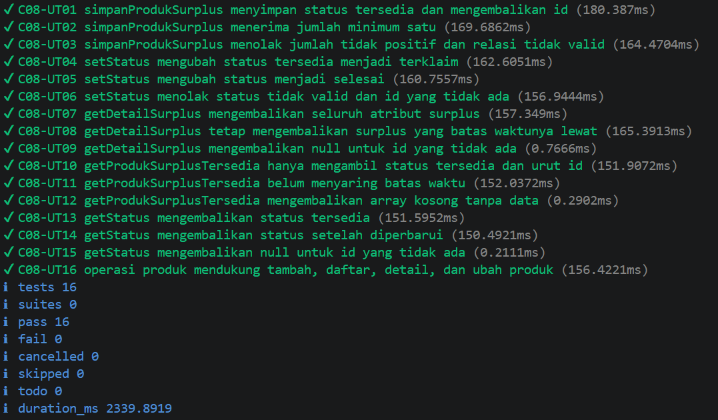 ✓ C08-UT01 simpanProdukSurplus menyimpan status tersedia dan mengembalikan id (180.387ms)
✓ C08-UT02 simpanProdukSurplus menerima jumlah minimum satu (169.6862ms)
✓ C08-UT03 simpanProdukSurplus menolak jumlah tidak positif dan relasi tidak valid (164.4704ms)
✓ C08-UT04 setStatus mengubah status tersedia menjadi terklaim (162.6051ms)
✓ C08-UT05 setStatus mengubah status menjadi selesai (160.7557ms)
✓ C08-UT06 setStatus menolak status tidak valid dan id yang tidak ada (156.9444ms)
✓ C08-UT07 getDetailSurplus mengembalikan seluruh atribut surplus (157.349ms)
✓ C08-UT08 getDetailSurplus tetap mengembalikan surplus yang batas waktunya lewat (165.3913ms)
✓ C08-UT09 getDetailSurplus mengembalikan null untuk id yang tidak ada (0.7666ms)
✓ C08-UT10 getProdukSurplusTersedia hanya mengambil status tersedia dan urut id (151.9072ms)
✓ C08-UT11 getProdukSurplusTersedia belum menyaring batas waktu (152.0372ms)
✓ C08-UT12 getProdukSurplusTersedia mengembalikan array kosong tanpa data (0.2902ms)
✓ C08-UT13 getStatus mengembalikan status tersedia (151.5952ms)
✓ C08-UT14 getStatus mengembalikan status setelah diperbarui (150.4921ms)
✓ C08-UT15 getStatus mengembalikan null untuk id yang tidak ada (0.2111ms)
✓ C08-UT16 operasi produk mendukung tambah, daftar, detail, dan ubah produk (156.4221ms)
ℹ tests 16
ℹ suites 0
ℹ pass 16
ℹ fail 0
ℹ cancelled 0
ℹ skipped 0
ℹ todo 0
ℹ duration_ms 2339.8919